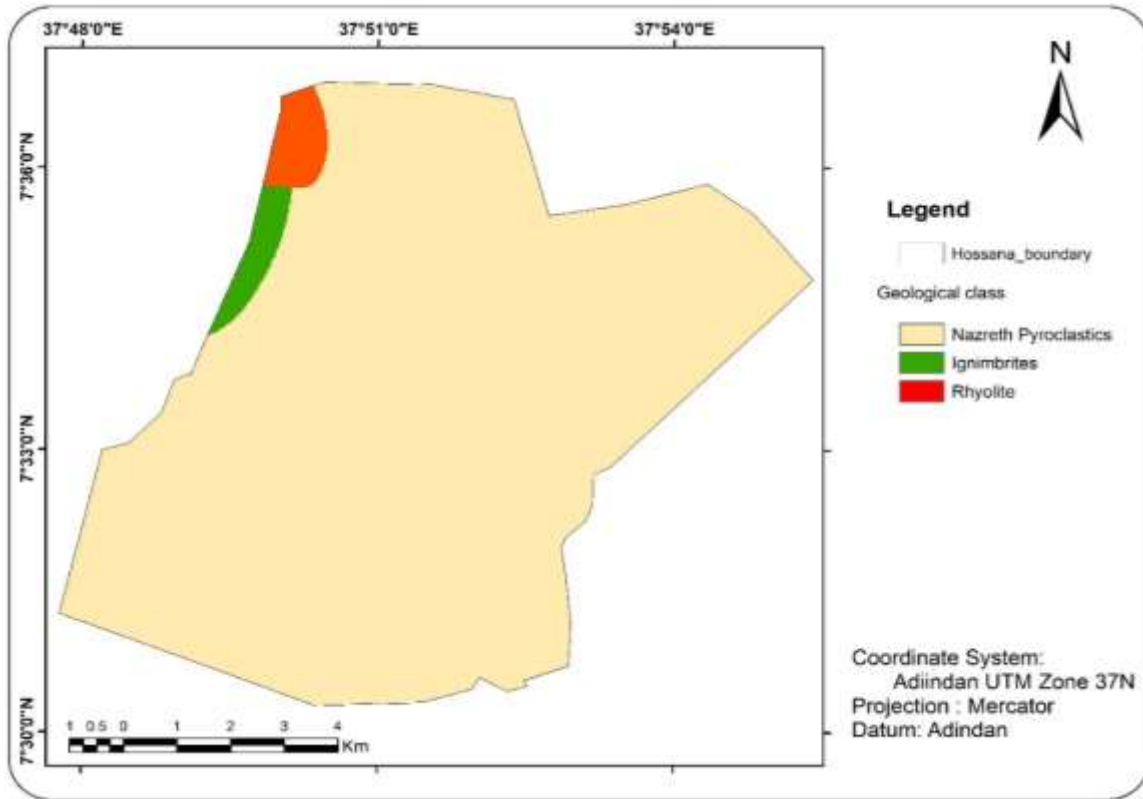 37°48'0"E 37°51'0"E 37°54'0"E
N
7°36'0"N
7°33'0"N
7°30'0"N
Legend
Hossana_boundary
Geological class
Nazreth Pyroclastics
Ignimbrites
Rhyolite
Coordinate System:
Adiindan UTM Zone 37N
Projection : Mercator
Datum: Adindan
1 0.5 0 1 2 3 4
Km